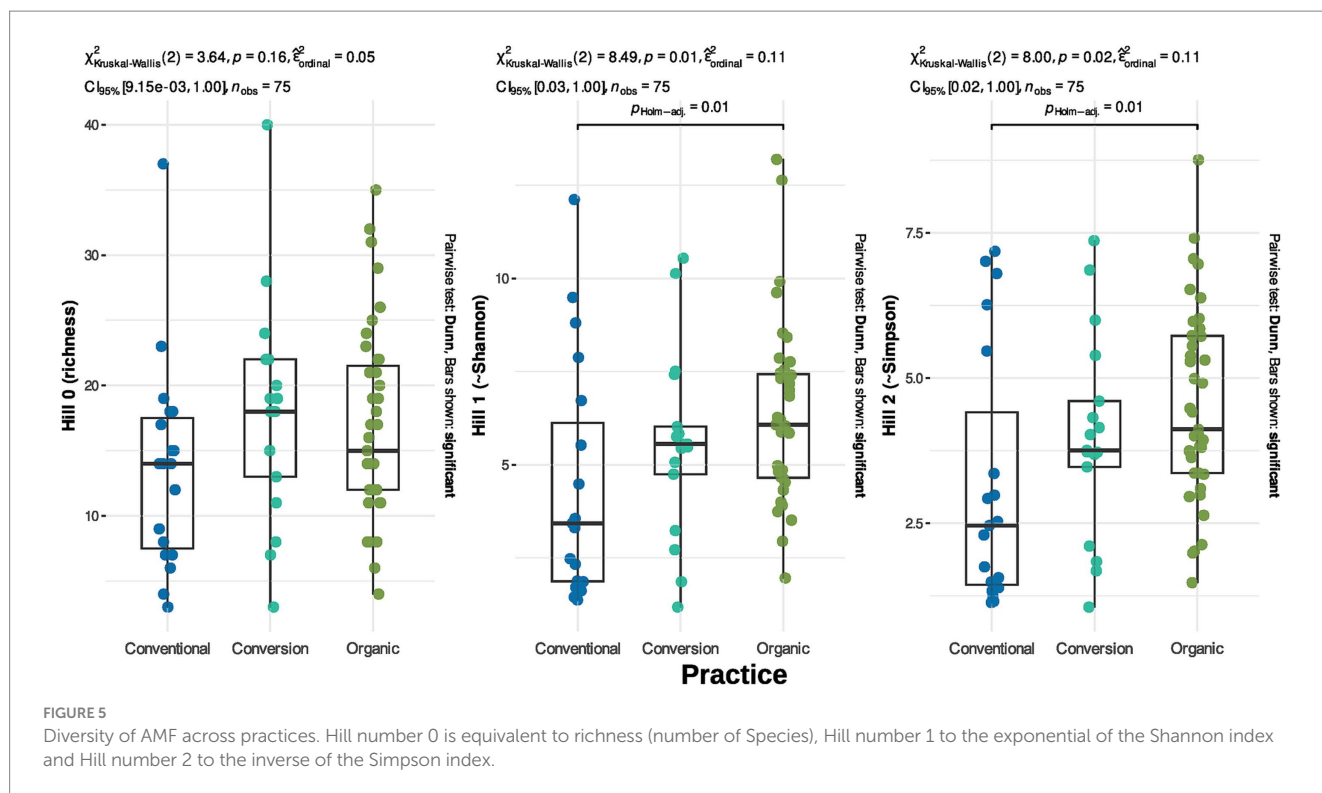 χ²Kruskal-Wallis(2) = 3.64, p = 0.16, ε̂²ordinal = 0.05
CI95% [9.15e-03, 1.00], nobs = 75
40
30
20
10
Hill 0 (richness)
Conventional
Conversion
Organic
Pairwise test: Dunn, Bars shown: significant
χ²Kruskal-Wallis(2) = 8.49, p = 0.01, ε̂²ordinal = 0.11
CI95% [0.03, 1.00], nobs = 75
pHolm-adj. = 0.01
10
5
Hill 1 (~Shannon)
Conventional
Conversion
Organic
Pairwise test: Dunn, Bars shown: significant
χ²Kruskal-Wallis(2) = 8.00, p = 0.02, ε̂²ordinal = 0.11
CI95% [0.02, 1.00], nobs = 75
pHolm-adj. = 0.01
7.5
5.0
2.5
Hill 2 (~Simpson)
Conventional
Conversion
Organic
Pairwise test: Dunn, Bars shown: significant
Practice
FIGURE 5
Diversity of AMF across practices. Hill number 0 is equivalent to richness (number of Species), Hill number 1 to the exponential of the Shannon index
and Hill number 2 to the inverse of the Simpson index.